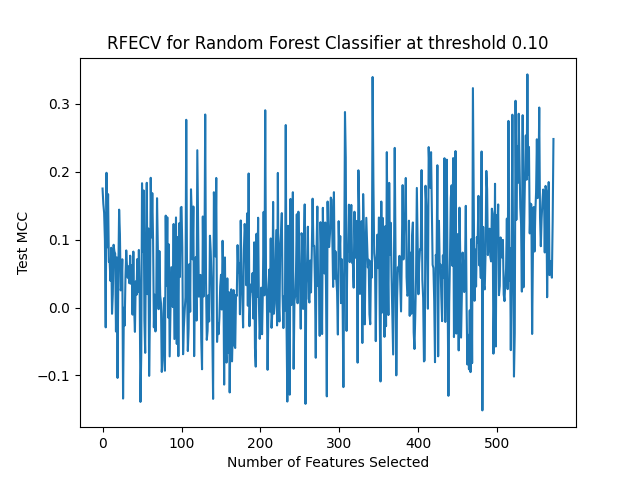 RFECV for Random Forest Classifier at threshold 0.10
0.3
0.2
0.1
0.0
−0.1
Test MCC
0 100 200 300 400 500
Number of Features Selected